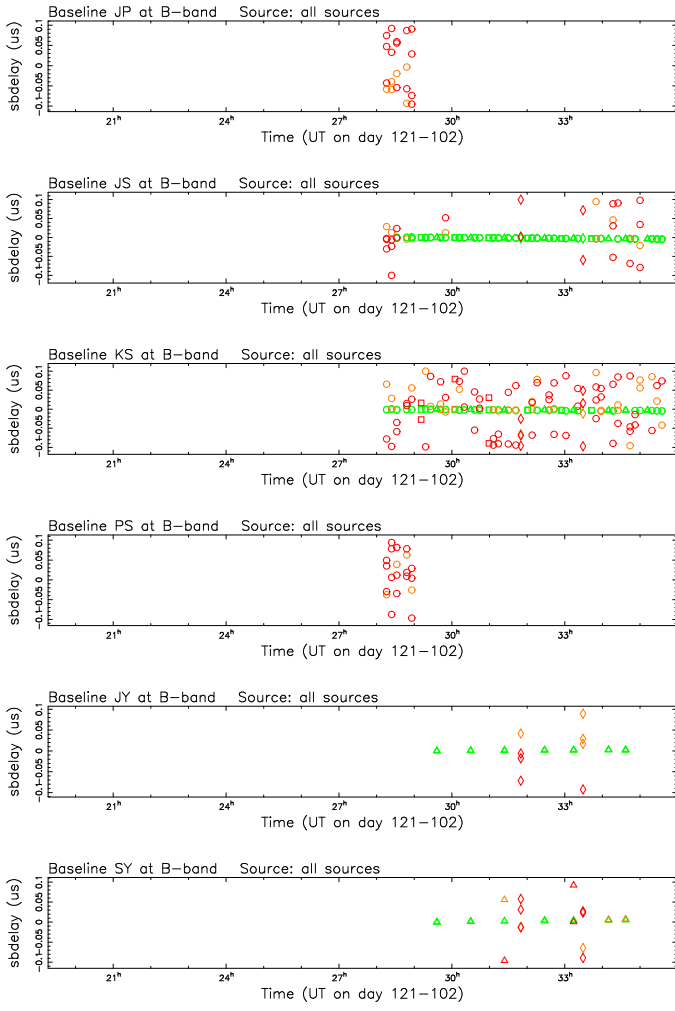 Baseline JP at B-band Source: all sources
sbdelay (us)
-0.1 -0.05 0 0.05 0.1
21h 24h 27h 30h 33h
Time (UT on day 121-102)
Baseline JS at B-band Source: all sources
sbdelay (us)
-0.1 -0.05 0 0.05 0.1
21h 24h 27h 30h 33h
Time (UT on day 121-102)
Baseline KS at B-band Source: all sources
sbdelay (us)
-0.1 -0.05 0 0.05 0.1
21h 24h 27h 30h 33h
Time (UT on day 121-102)
Baseline PS at B-band Source: all sources
sbdelay (us)
-0.1 -0.05 0 0.05 0.1
21h 24h 27h 30h 33h
Time (UT on day 121-102)
Baseline JY at B-band Source: all sources
sbdelay (us)
-0.1 -0.05 0 0.05 0.1
21h 24h 27h 30h 33h
Time (UT on day 121-102)
Baseline SY at B-band Source: all sources
sbdelay (us)
-0.1 -0.05 0 0.05 0.1
21h 24h 27h 30h 33h
Time (UT on day 121-102)